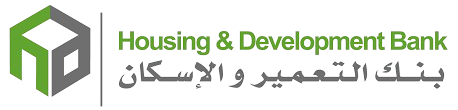 Housing & Development Bank
بنك التعمير و الإسكان